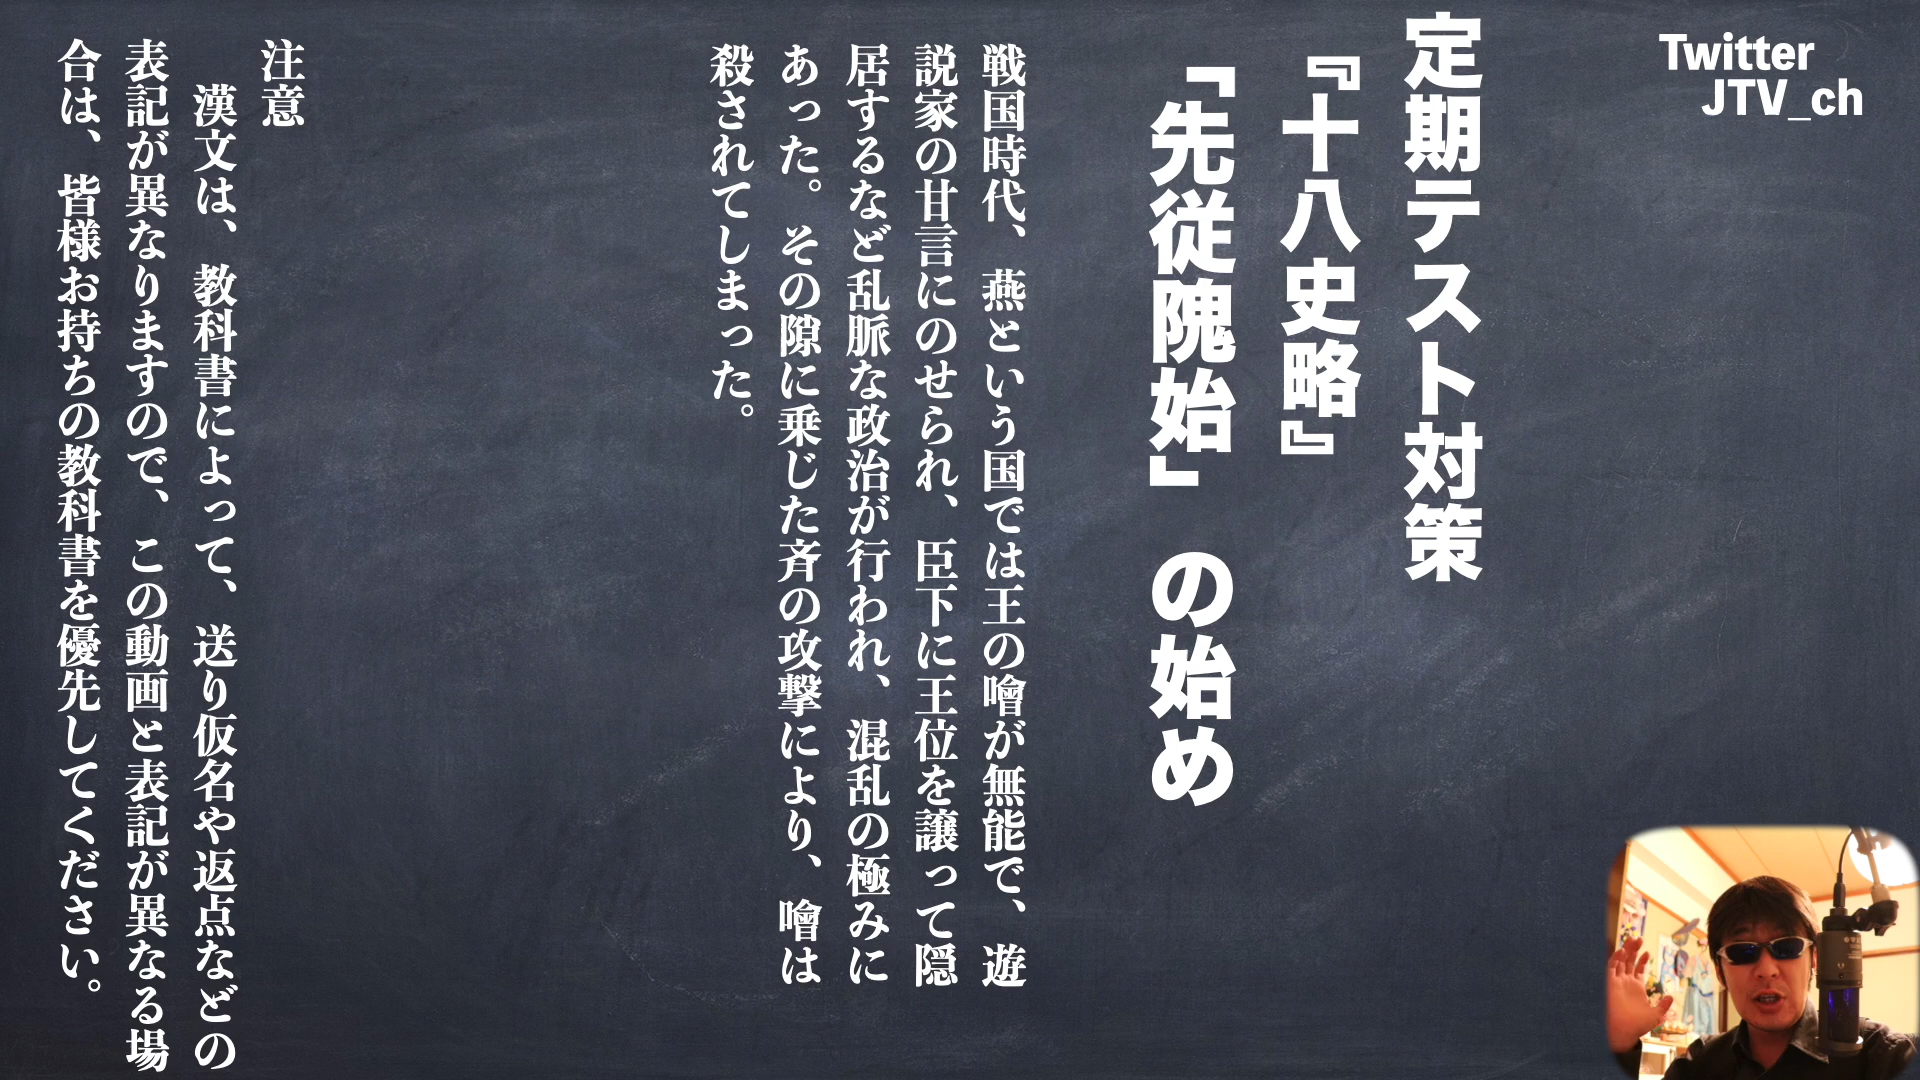 Twitter
JTV_ch
定期テスト対策
『十八史略』
「先従隗始」の始め
戦国時代、燕という国では王の噲が無能で、遊
説家の甘言にのせられ、臣下に王位を譲って隠
居するなど乱脈な政治が行われ、混乱の極みに
あった。その隙に乗じた斉の攻撃により、噲は
殺されてしまった。
注意
漢文は、教科書によって、送り仮名や返点などの
表記が異なりますので、この動画と表記が異なる場
合は、皆様お持ちの教科書を優先してください。